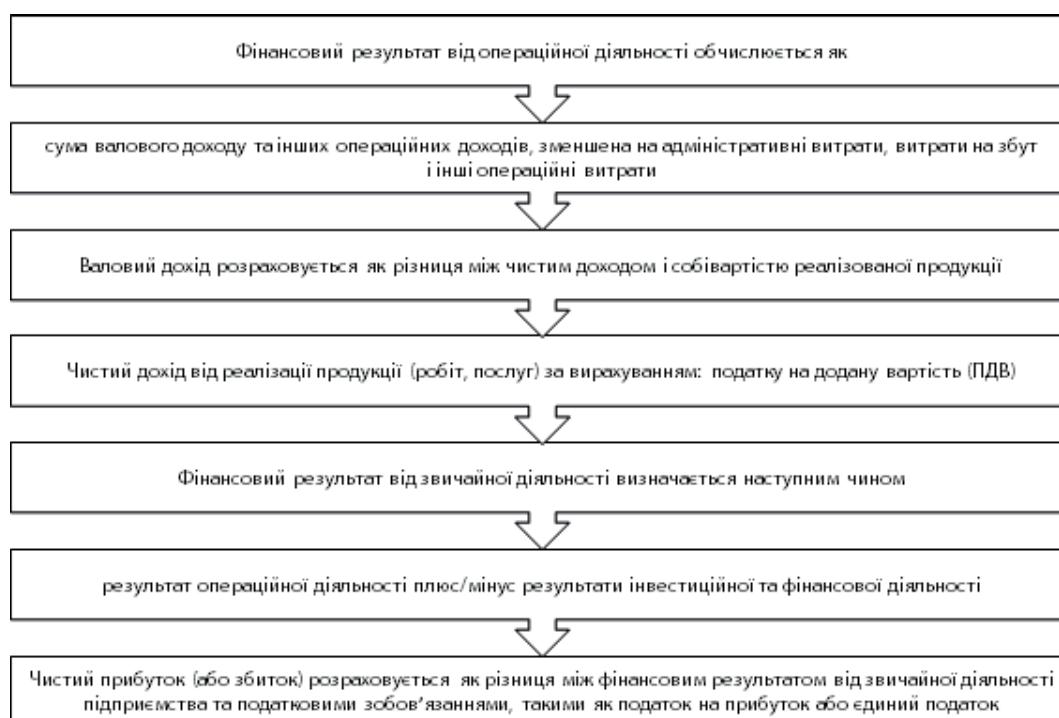 Фінансовий результат від операційної діяльності обчислюється як
сума валового доходу та інших операційних доходів, зменшена на адміністративні витрати, витрати на збут
і інші операційні витрати
Валовий дохід розраховується як різниця між чистим доходом і собівартістю реалізованої продукції
Чистий дохід від реалізації продукції (робіт, послуг) за вирахуванням: податку на додану вартість (ПДВ)
Фінансовий результат від звичайної діяльності визначається наступним чином
результат операційної діяльності плюс/мінус результати інвестиційної та фінансової діяльності
Чистий прибуток (або збиток) розраховується як різниця між фінансовим результатом від звичайної діяльності
підприємства та податковими зобов’язаннями, такими як податок на прибуток або єдиний податок